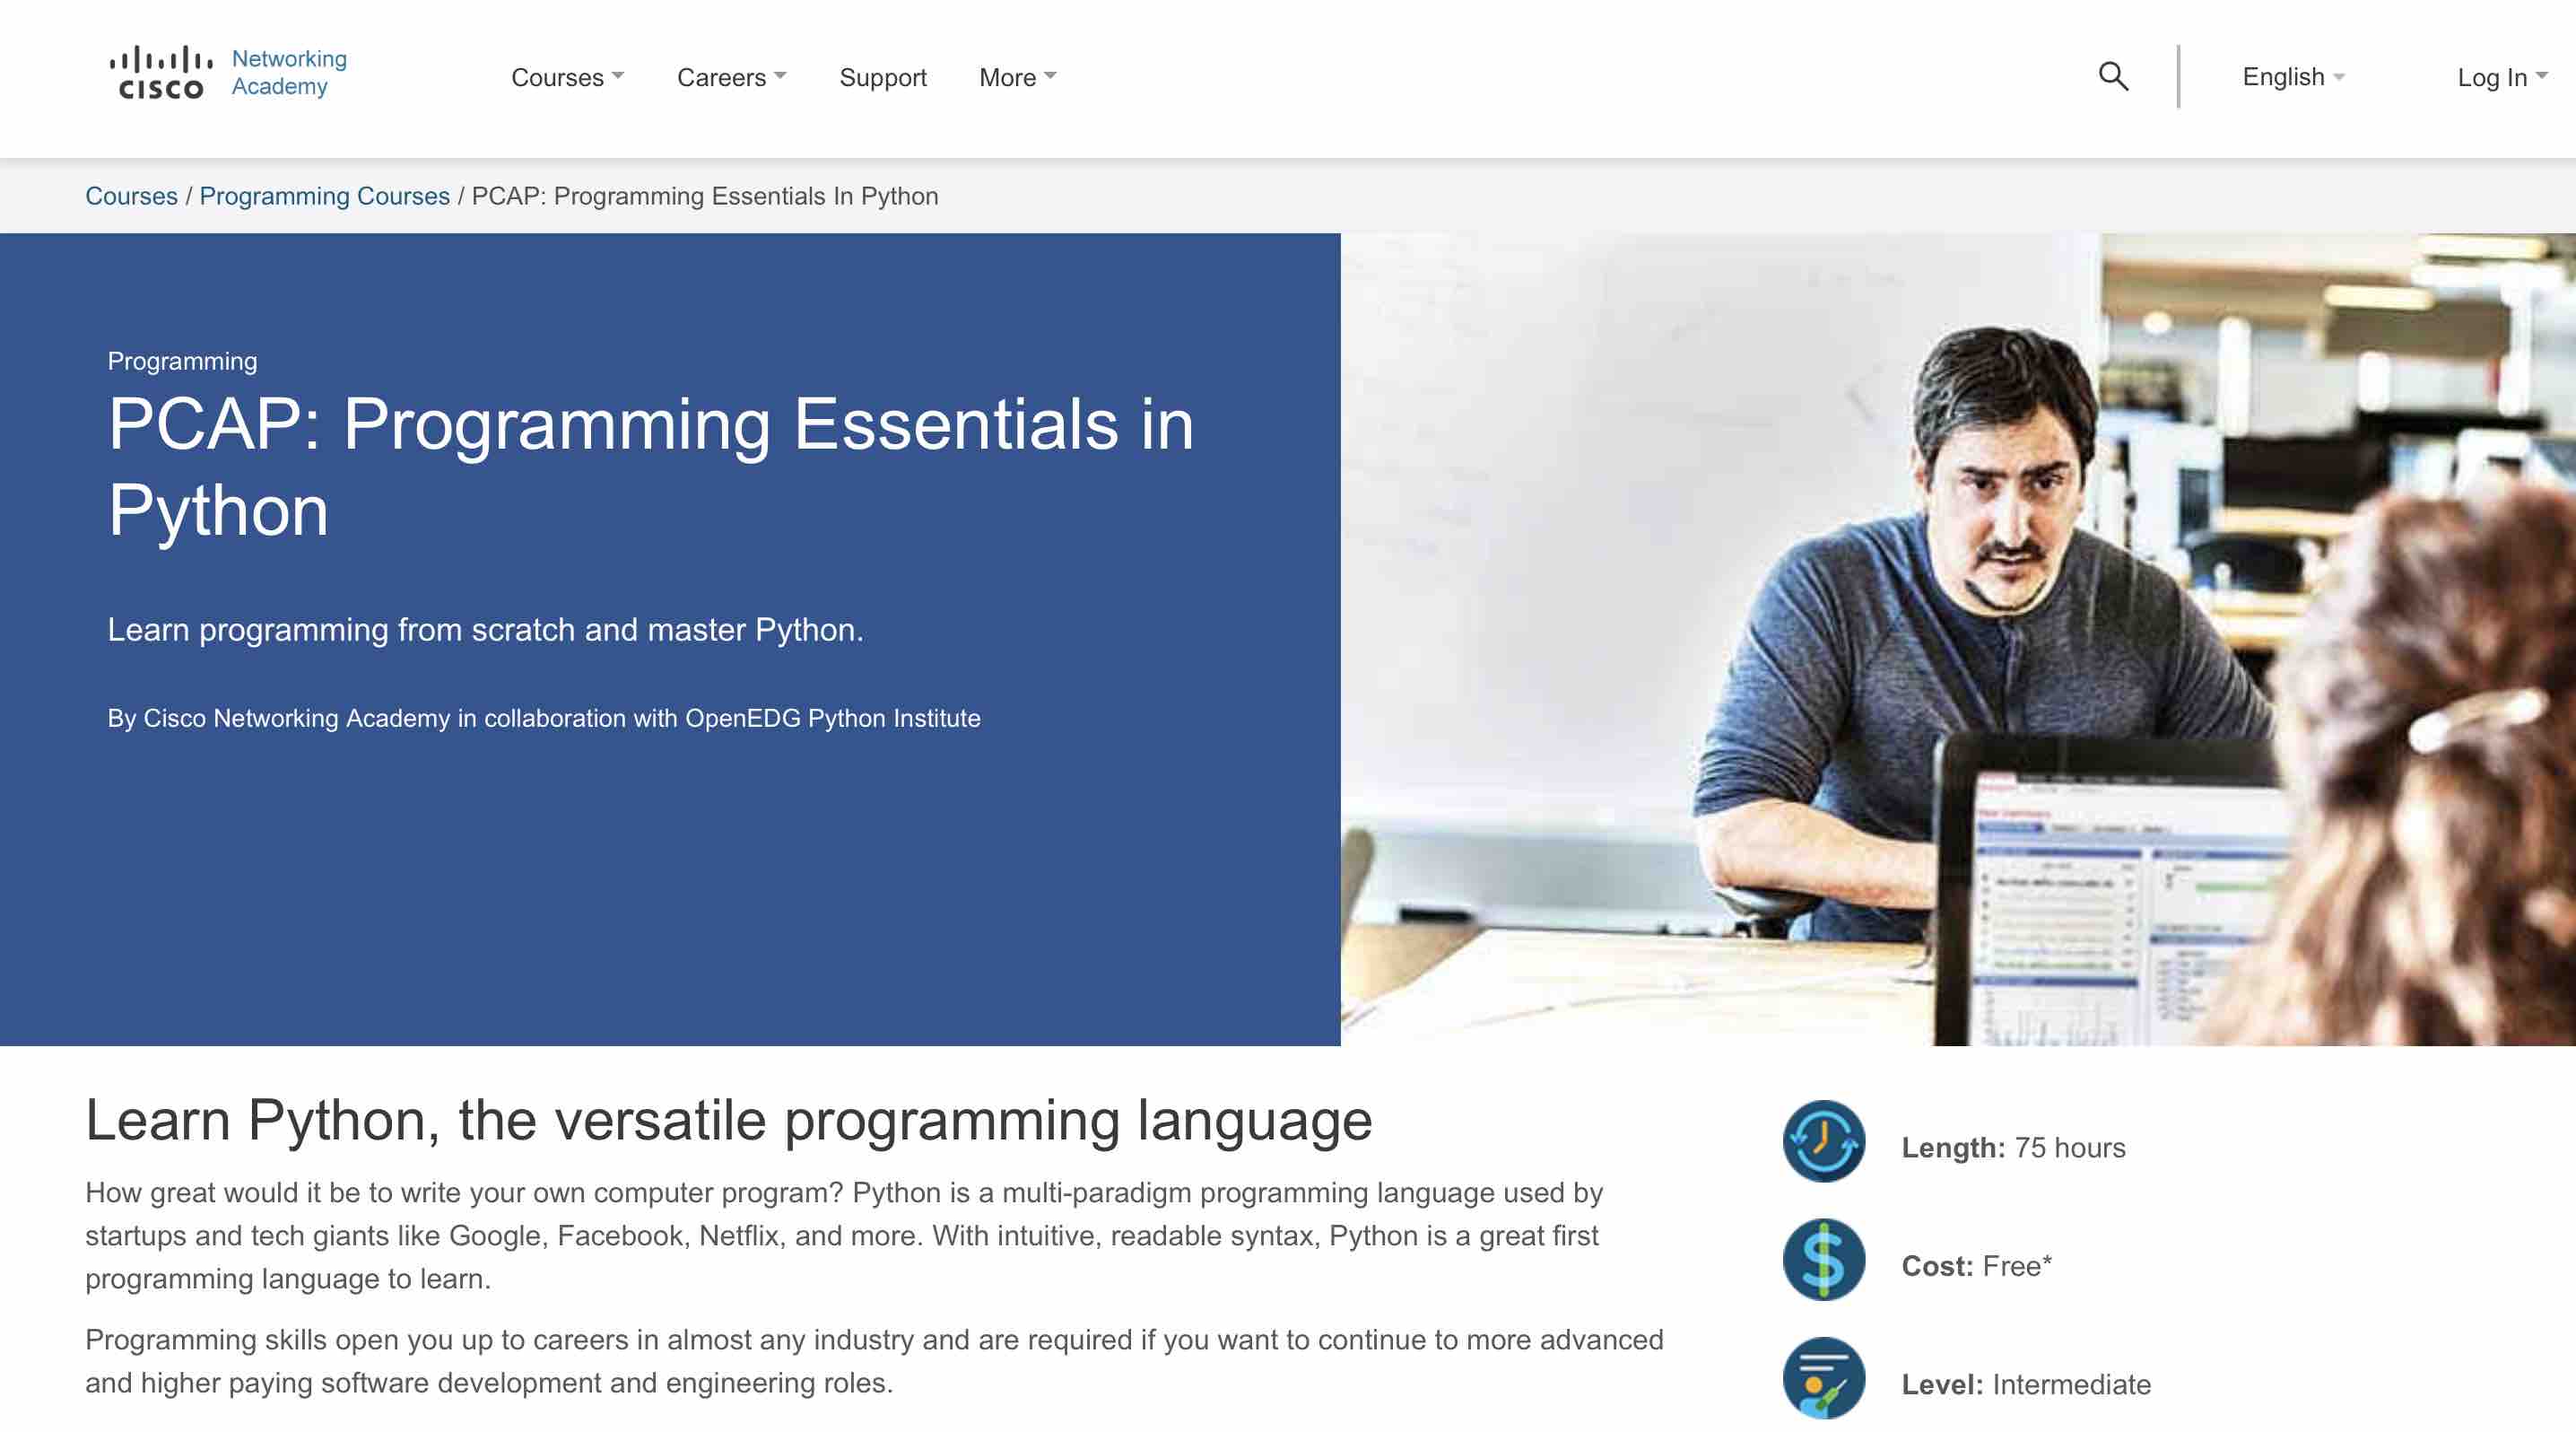 CISCO
Networking
Academy
Courses
Careers
Support
More
English
Log In
Courses / Programming Courses / PCAP: Programming Essentials In Python
Programming
PCAP: Programming Essentials in
Python
Learn programming from scratch and master Python.
By Cisco Networking Academy in collaboration with OpenEDG Python Institute
Learn Python, the versatile programming language
How great would it be to write your own computer program? Python is a multi-paradigm programming language used by
startups and tech giants like Google, Facebook, Netflix, and more. With intuitive, readable syntax, Python is a great first
programming language to learn.
Programming skills open you up to careers in almost any industry and are required if you want to continue to more advanced
and higher paying software development and engineering roles.
Length: 75 hours
Cost: Free*
Level: Intermediate